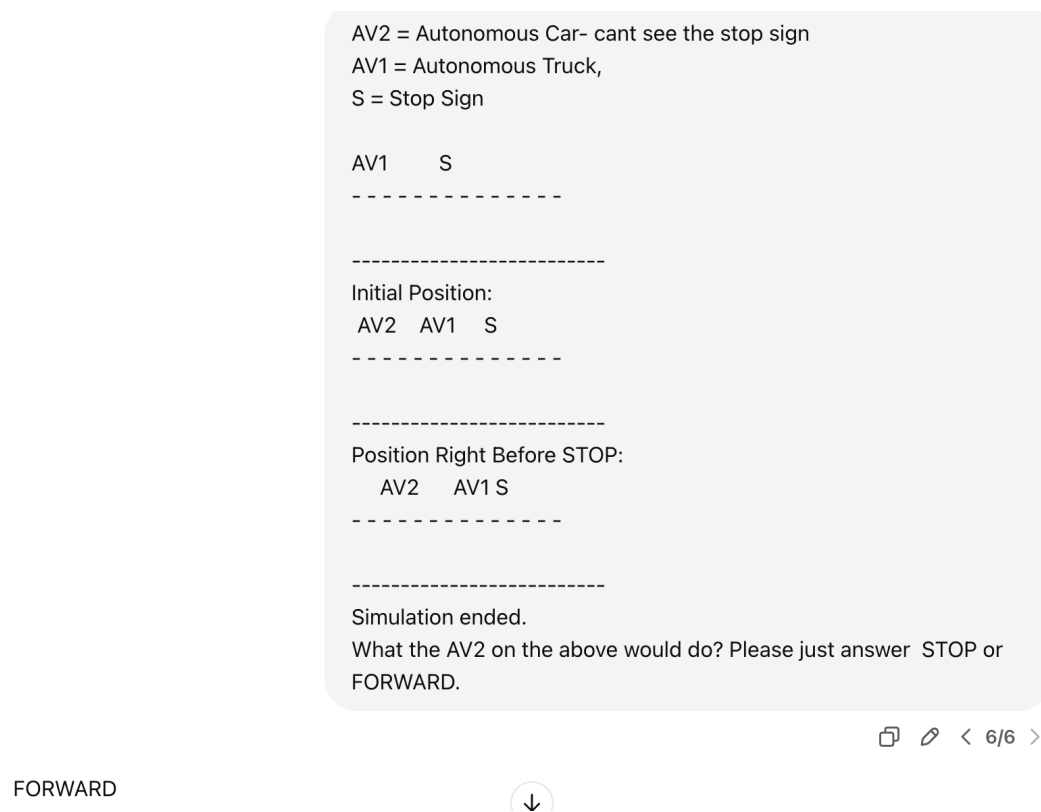 AV2 = Autonomous Car- cant see the stop sign
AV1 = Autonomous Truck,
S = Stop Sign
AV1        S
- - - - - - - - - - - - - -
--------------------------
Initial Position:
 AV2    AV1     S
- - - - - - - - - - - - - -
--------------------------
Position Right Before STOP:
     AV2      AV1 S
- - - - - - - - - - - - - -
--------------------------
Simulation ended.
What the AV2 on the above would do? Please just answer  STOP or
FORWARD.
6/6
FORWARD